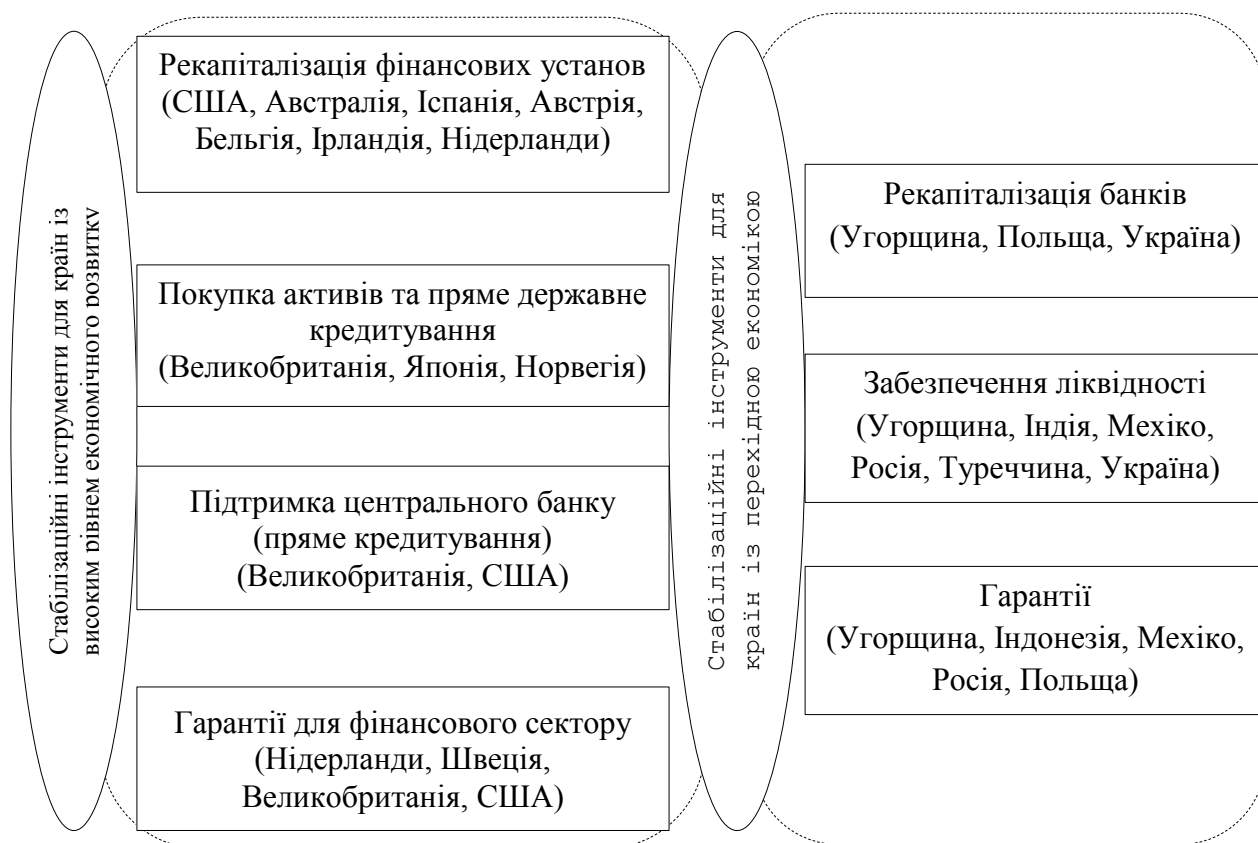 Стабілізаційні інструменти для країн із
високим рівнем економічного розвитку
Рекапіталізація фінансових установ
(США, Австралія, Іспанія, Австрія,
Бельгія, Ірландія, Нідерланди)
Покупка активів та пряме державне
кредитування
(Великобританія, Японія, Норвегія)
Підтримка центрального банку
(пряме кредитування)
(Великобританія, США)
Гарантії для фінансового сектору
(Нідерланди, Швеція,
Великобританія, США)
Стабілізаційні інструменти для
країн із перехідною економікою
Рекапіталізація банків
(Угорщина, Польща, Україна)
Забезпечення ліквідності
(Угорщина, Індія, Мехіко,
Росія, Туреччина, Україна)
Гарантії
(Угорщина, Індонезія, Мехіко,
Росія, Польща)